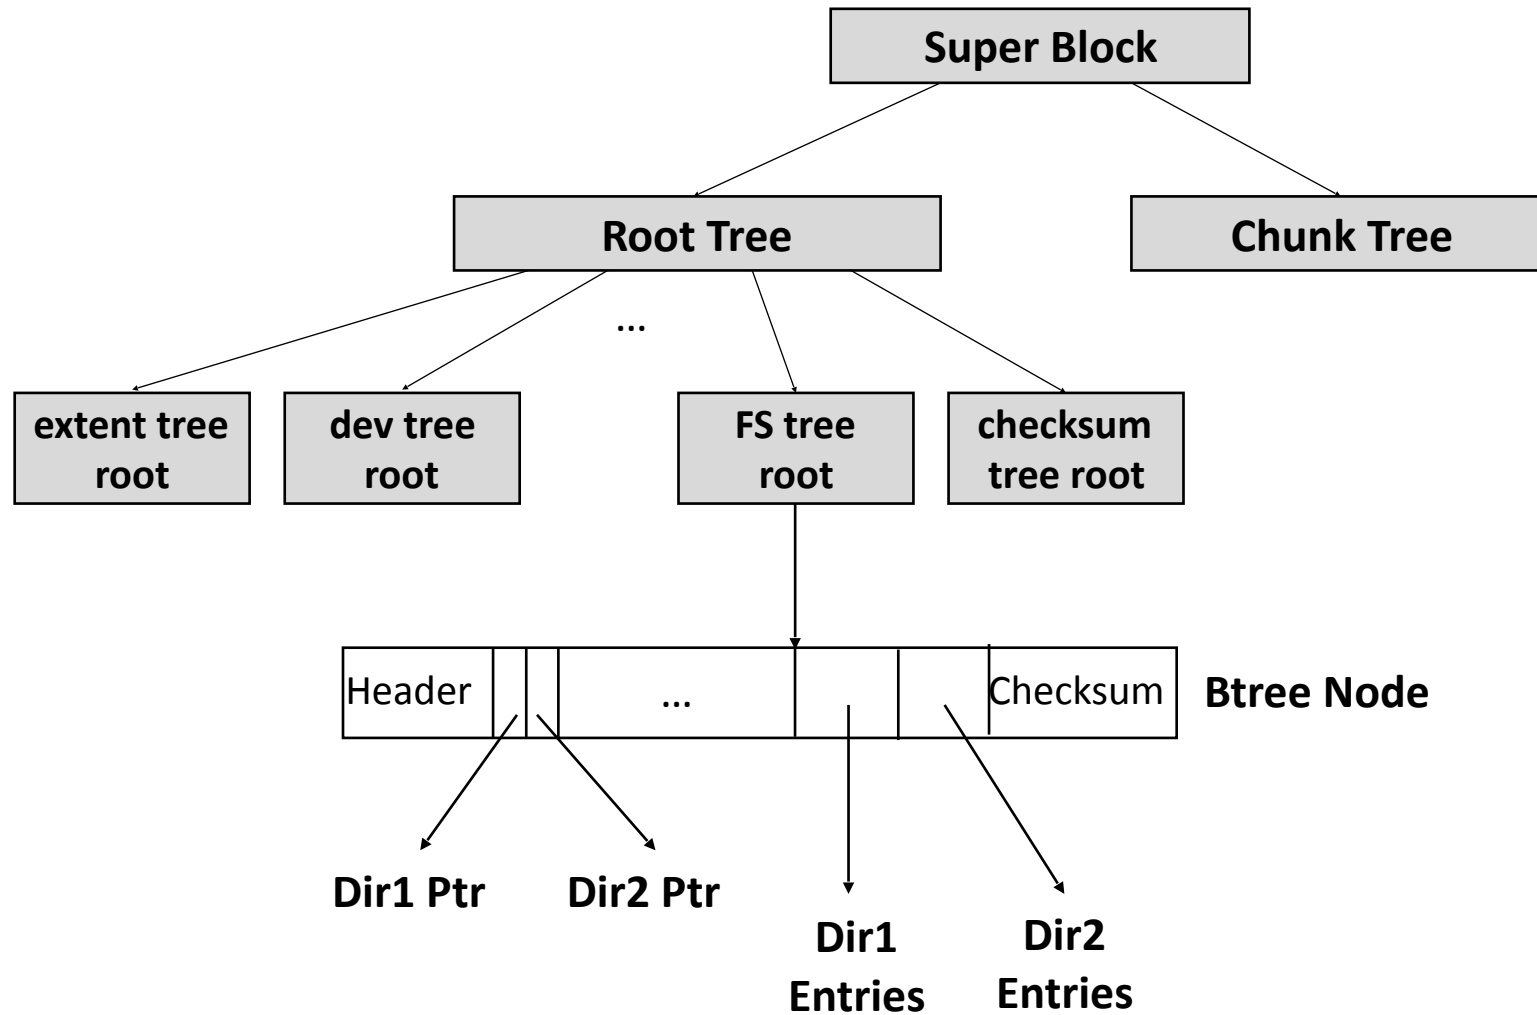 Super Block
Root Tree
Chunk Tree
...
extent tree
root
dev tree
root
FS tree
root
checksum
tree root
Header
...
Checksum
Btree Node
Dir1 Ptr
Dir2 Ptr
Dir1
Entries
Dir2
Entries